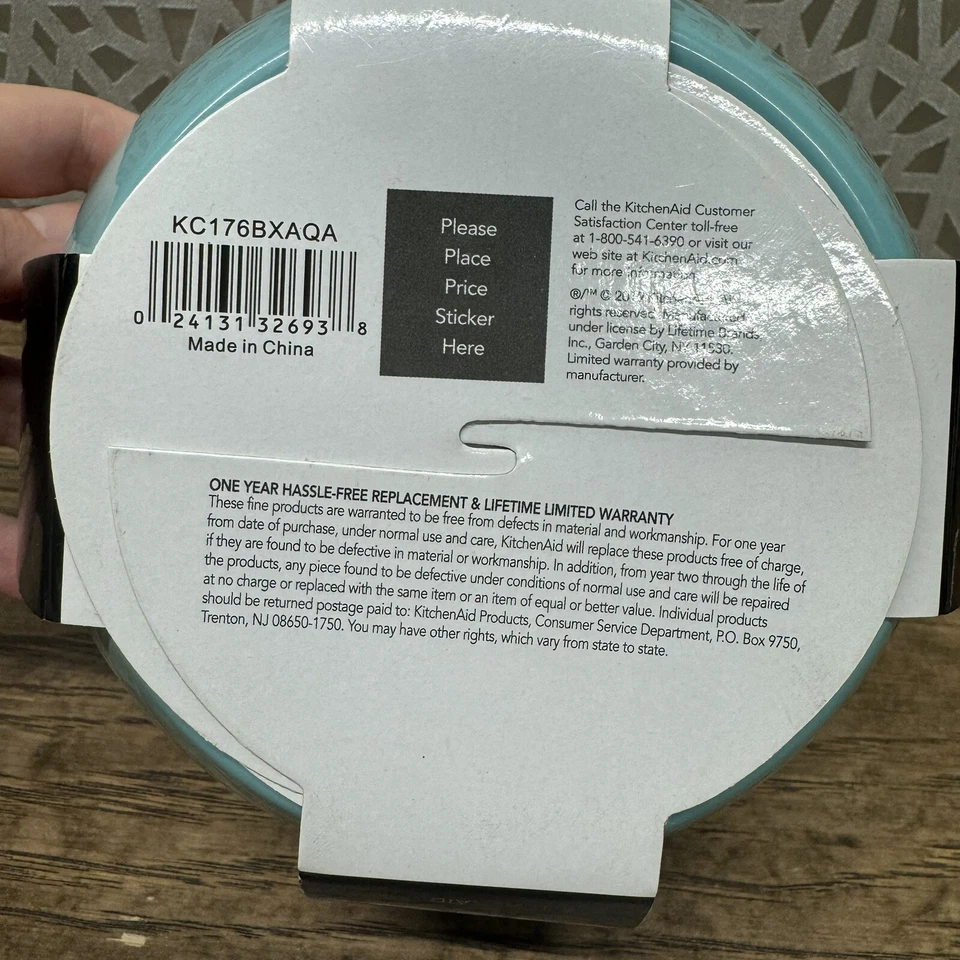 KC176BXAQA
0 24131 32693 8
Made in China
Please
Place
Price
Sticker
Here
Call the KitchenAid Customer
Satisfaction Center toll-free
at 1-800-541-6390 or visit our
web site at KitchenAid.com
for more information.
®/™ ©
rights reserved. Manufactured
under license by Lifetime Brands,
Inc., Garden City, NY 11530.
Limited warranty provided by
manufacturer.
ONE YEAR HASSLE-FREE REPLACEMENT & LIFETIME LIMITED WARRANTY
These fine products are warranted to be free from defects in material and workmanship. For one year
from date of purchase, under normal use and care, KitchenAid will replace these products free of charge,
if they are found to be defective in material or workmanship. In addition, from year two through the life of
the products, any piece found to be defective under conditions of normal use and care will be repaired
at no charge or replaced with the same item or an item of equal or better value. Individual products
should be returned postage paid to: KitchenAid Products, Consumer Service Department, P.O. Box 9750,
Trenton, NJ 08650-1750. You may have other rights, which vary from state to state.